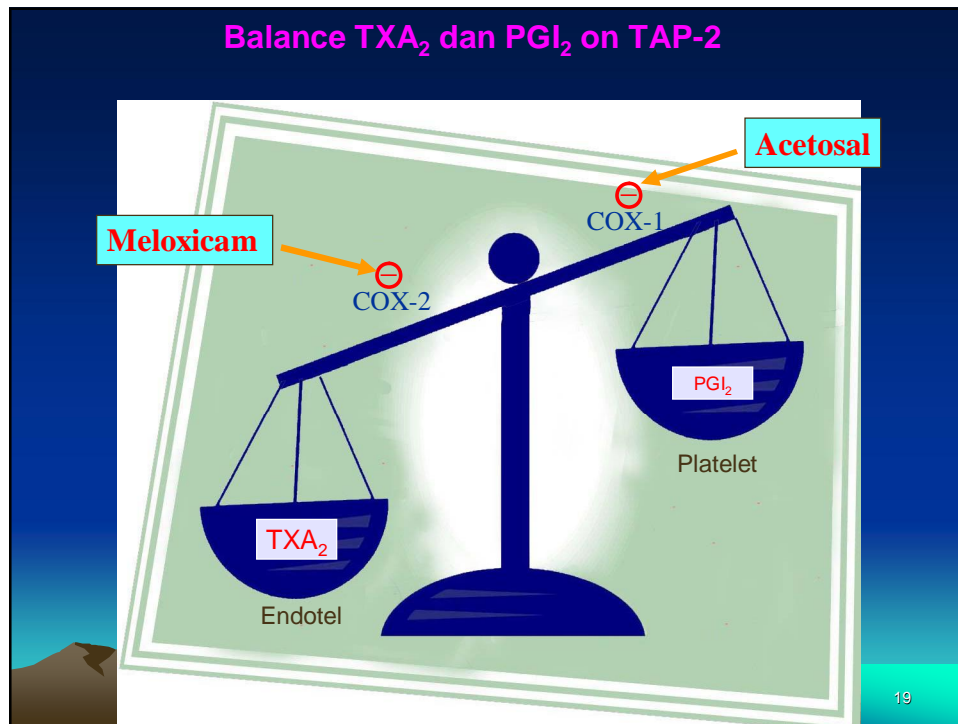 Balance TXA₂ dan PGI₂ on TAP-2
Acetosal
COX-1
Meloxicam
COX-2
PGI₂
Platelet
TXA₂
Endotel
19